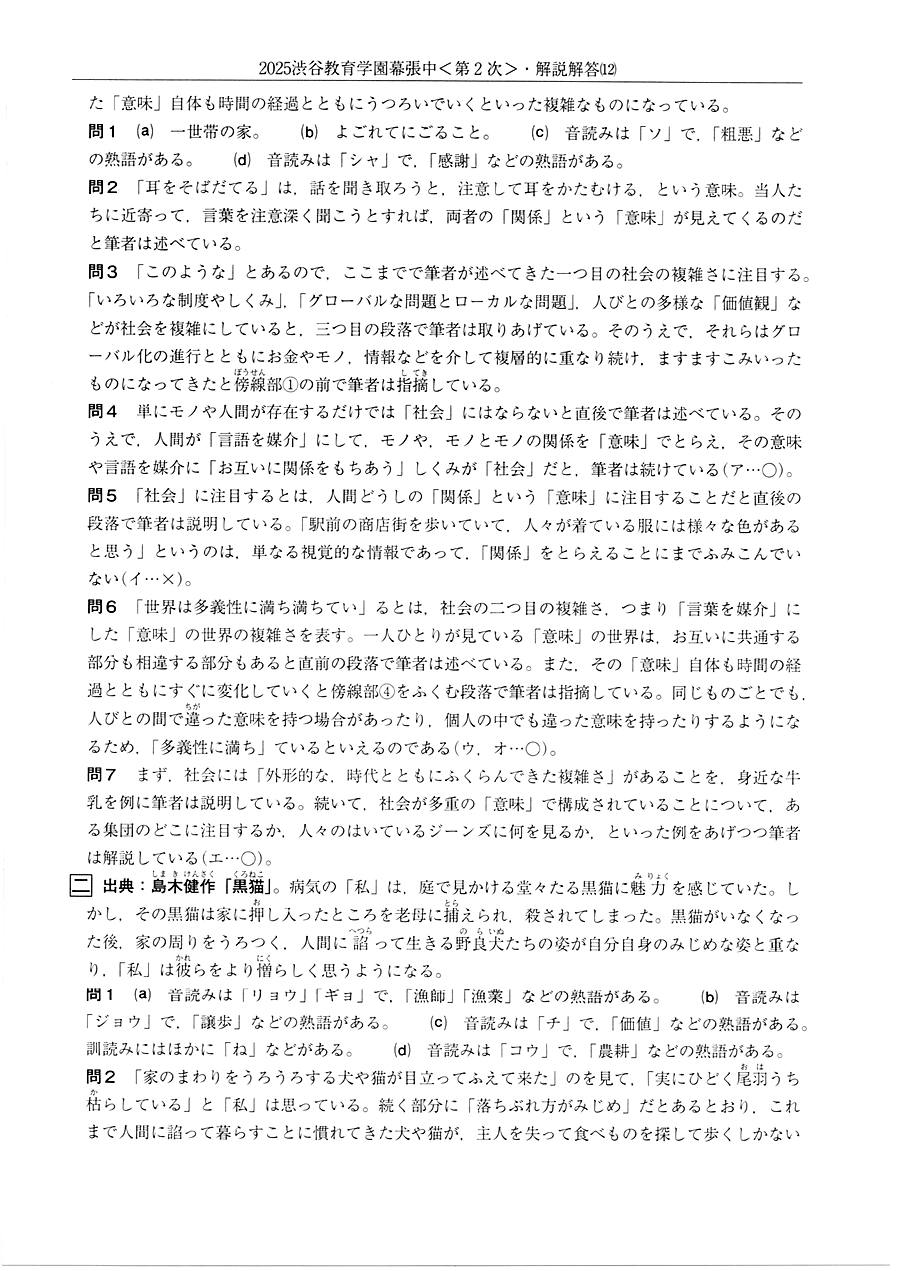 2025渋谷教育学園幕張中＜第２次＞・解説解答⑿
た「意味」自体も時間の経過とともにうつろいでいくといった複雑なものになっている。
問１　(a)　一世帯の家。　(b)　よごれてにごること。　(c)　音読みは「ソ」で，「粗悪」など
の熟語がある。　(d)　音読みは「シャ」で，「感謝」などの熟語がある。
問２　「耳をそばだてる」は，話を聞き取ろうと，注意して耳をかたむける，という意味。当人た
ちに近寄って，言葉を注意深く聞こうとすれば，両者の「関係」という「意味」が見えてくるのだ
と筆者は述べている。
問３　「このような」とあるので，ここまでで筆者が述べてきた一つ目の社会の複雑さに注目する。
「いろいろな制度やしくみ」，「グローバルな問題とローカルな問題」，人びとの多様な「価値観」な
どが社会を複雑にしていると，三つ目の段落で筆者は取りあげている。そのうえで，それらはグロ
ーバル化の進行とともにお金やモノ，情報などを介して複層的に重なり続け，ますますこみいった
ものになってきたと傍線部①の前で筆者は指摘している。
問４　単にモノや人間が存在するだけでは「社会」にはならないと直後で筆者は述べている。その
うえで，人間が「言語を媒介」にして，モノや，モノとモノの関係を「意味」でとらえ，その意味
や言語を媒介に「お互いに関係をもちあう」しくみが「社会」だと，筆者は続けている(ア…○)。
問５　「社会」に注目するとは，人間どうしの「関係」という「意味」に注目することだと直後の
段落で筆者は説明している。「駅前の商店街を歩いていて，人々が着ている服には様々な色がある
と思う」というのは，単なる視覚的な情報であって，「関係」をとらえることにまでふみこんでい
ない(イ…×)。
問６　「世界は多義性に満ち満ちてい」るとは，社会の二つ目の複雑さ，つまり「言葉を媒介」に
した「意味」の世界の複雑さを表す。一人ひとりが見ている「意味」の世界は，お互いに共通する
部分も相違する部分もあると直前の段落で筆者は述べている。また，その「意味」自体も時間の経
過とともにすぐに変化していくと傍線部④をふくむ段落で筆者は指摘している。同じものごとでも，
人びとの間で違った意味を持つ場合があったり，個人の中でも違った意味を持ったりするようにな
るため，「多義性に満ち」ているといえるのである(ウ，オ…○)。
問７　まず，社会には「外形的な，時代とともにふくらんできた複雑さ」があることを，身近な牛
乳を例に筆者は説明している。続いて，社会が多重の「意味」で構成されていることについて，あ
る集団のどこに注目するか，人々のはいているジーンズに何を見るか，といった例をあげつつ筆者
は解説している(エ…○)。
二　出典：島木健作「黒猫」。病気の「私」は，庭で見かける堂々たる黒猫に魅力を感じていた。し
かし，その黒猫は家に押し入ったところを老母に捕えられ，殺されてしまった。黒猫がいなくなっ
た後，家の周りをうろつく，人間に諂って生きる野良犬たちの姿が自分自身のみじめな姿と重な
り，「私」は彼らをより憎らしく思うようになる。
問１　(a)　音読みは「リョウ」「ギョ」で，「漁師」「漁業」などの熟語がある。　(b)　音読みは
「ジョウ」で，「譲歩」などの熟語がある。　(c)　音読みは「チ」で，「価値」などの熟語がある。
訓読みにはほかに「ね」などがある。　(d)　音読みは「コウ」で，「農耕」などの熟語がある。
問２　「家のまわりをうろうろする犬や猫が目立ってふえて来た」のを見て，「実にひどく尾羽うち
枯らしている」と「私」は思っている。続く部分に「落ちぶれ方がみじめ」だとあるとおり，これ
まで人間に諂って暮らすことに慣れてきた犬や猫が，主人を失って食べものを探して歩くしかない